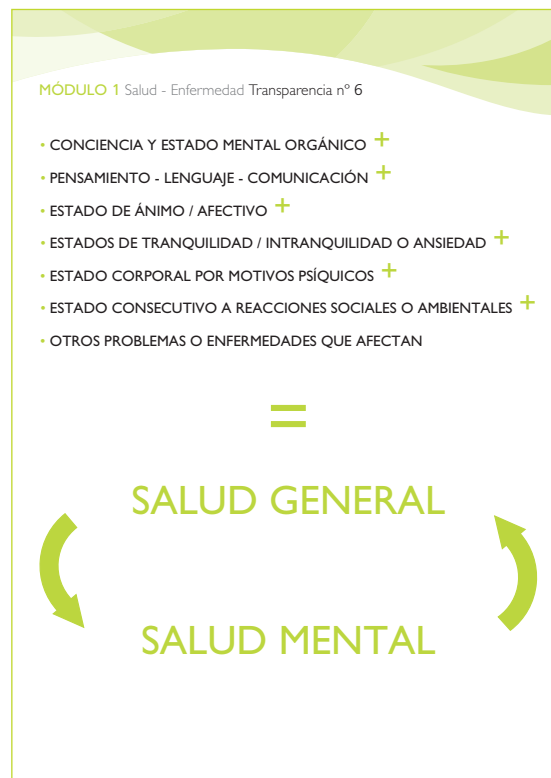 MÓDULO 1 Salud - Enfermedad Transparencia nº 6
• CONCIENCIA Y ESTADO MENTAL ORGÁNICO +
• PENSAMIENTO - LENGUAJE - COMUNICACIÓN +
• ESTADO DE ÁNIMO / AFECTIVO +
• ESTADOS DE TRANQUILIDAD / INTRANQUILIDAD O ANSIEDAD +
• ESTADO CORPORAL POR MOTIVOS PSÍQUICOS +
• ESTADO CONSECUTIVO A REACCIONES SOCIALES O AMBIENTALES +
• OTROS PROBLEMAS O ENFERMEDADES QUE AFECTAN
=
SALUD GENERAL
SALUD MENTAL